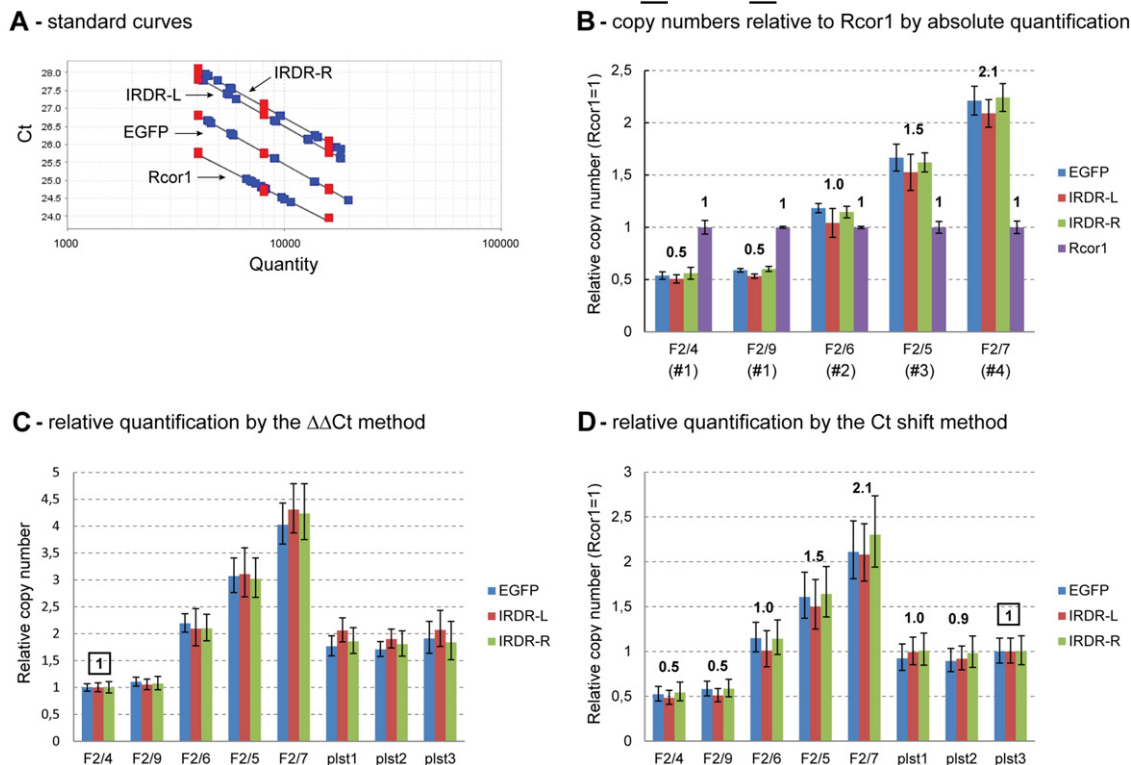 A - standard curves
Ct
28.0
27.5
27.0
26.5
26.0
25.5
25.0
24.5
24.0
IRDR-R
IRDR-L
EGFP
Rcor1
1000
10000
100000
Quantity
B - copy numbers relative to Rcor1 by absolute quantification
Relative copy number (Rcor1=1)
2,5
2
1,5
1
0,5
0
0.5
1
0.5
1
1.0
1
1.5
1
2.1
1
F2/4
(#1)
F2/9
(#1)
F2/6
(#2)
F2/5
(#3)
F2/7
(#4)
EGFP
IRDR-L
IRDR-R
Rcor1
C - relative quantification by the ΔΔCt method
Relative copy number
5
4,5
4
3,5
3
2,5
2
1,5
1
0,5
0
1
F2/4
F2/9
F2/6
F2/5
F2/7
plst1
plst2
plst3
EGFP
IRDR-L
IRDR-R
D - relative quantification by the Ct shift method
Relative copy number (Rcor1=1)
3
2,5
2
1,5
1
0,5
0
0.5
0.5
1.0
1.5
2.1
1.0
0.9
1
F2/4
F2/9
F2/6
F2/5
F2/7
plst1
plst2
plst3
EGFP
IRDR-L
IRDR-R